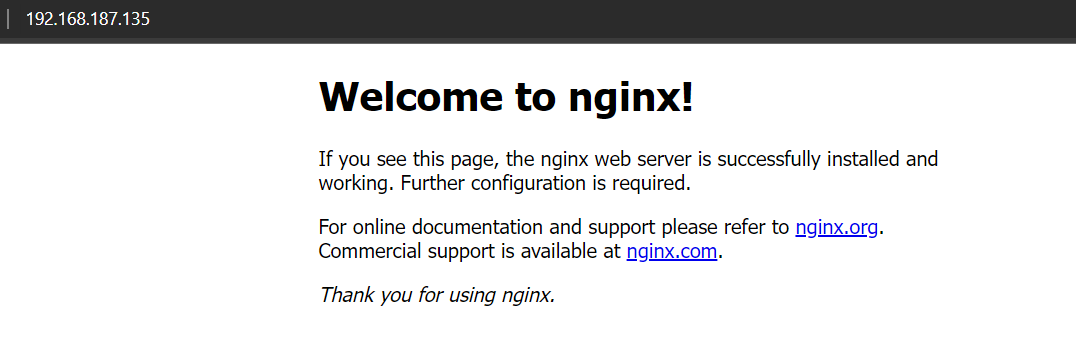 192.168.187.135
Welcome to nginx!
If you see this page, the nginx web server is successfully installed and
working. Further configuration is required.
For online documentation and support please refer to nginx.org.
Commercial support is available at nginx.com.
Thank you for using nginx.